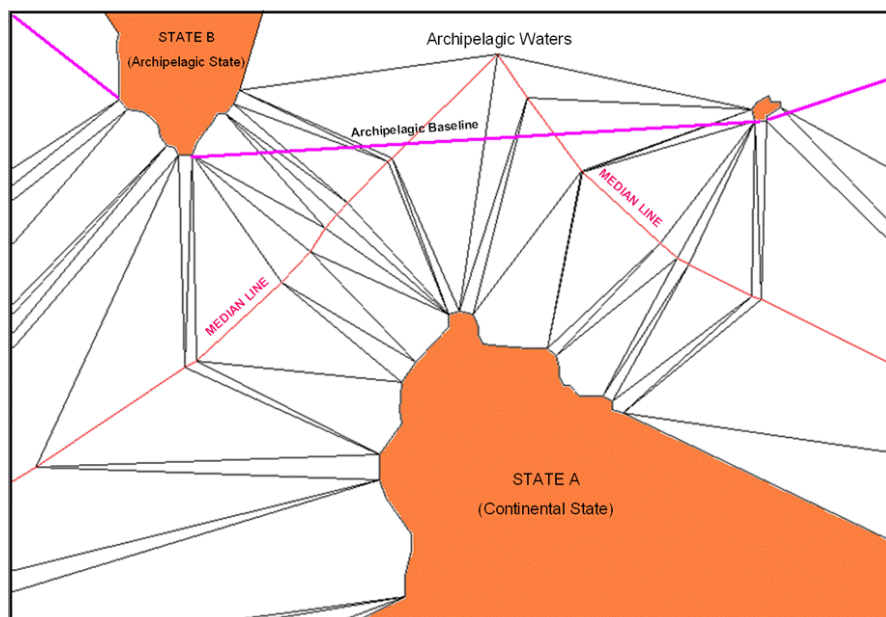 STATE B
(Archipelagic State)
Archipelagic Waters
Archipelagic Baseline
MEDIAN LINE
MEDIAN LINE
STATE A
(Continental State)